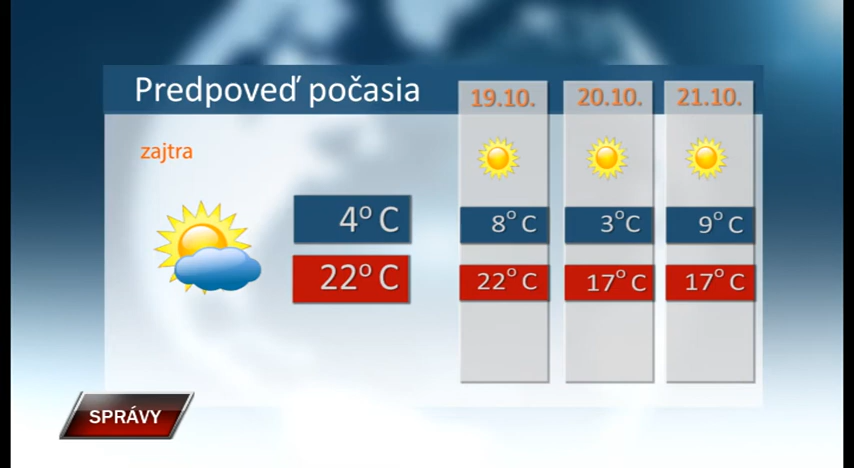 Predpoveď počasia
zajtra
4° C
22° C
19.10.
8° C
22° C
20.10.
3°C
17° C
21.10.
9° C
17° C
SPRÁVY